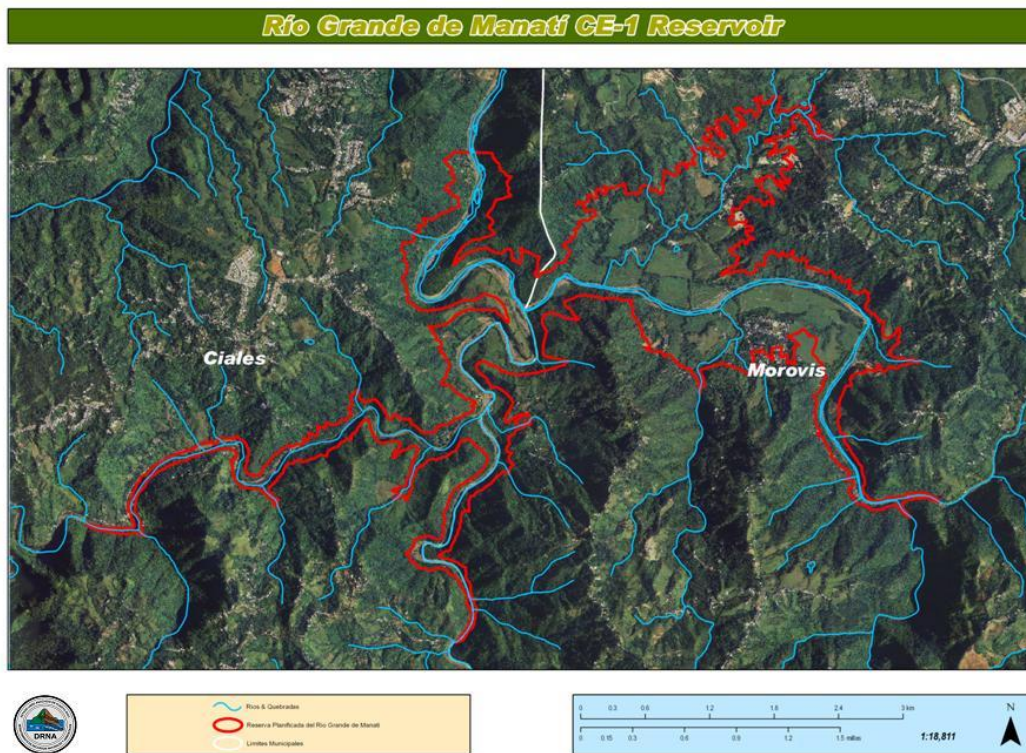 Río Grande de Manatí CE-1 Reservoir
Ciales
Morovis
DRNA
Ríos & Quebradas
Reserva Planificada del Río Grande de Manatí
Límites Municipales
0 0.3 0.6 1.2 1.8 2.4 3 km
0 0.15 0.3 0.6 0.9 1.2 1.5 millas
1:18,811
N